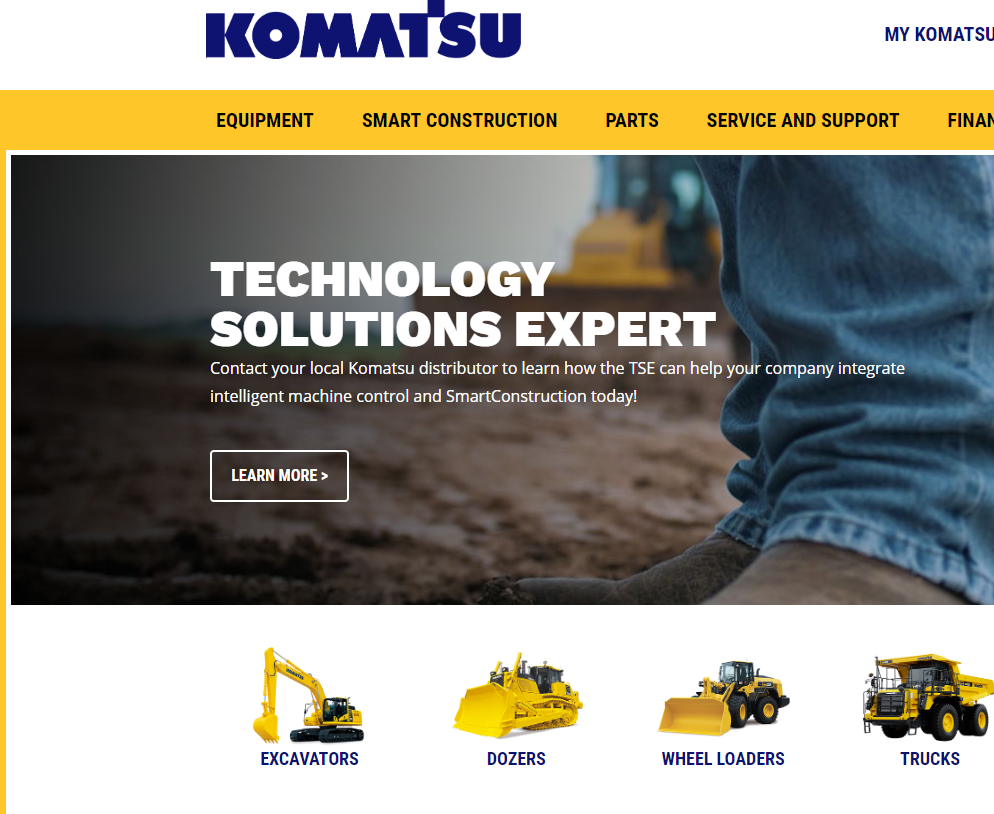 KOMATSU
MY KOMATSU
EQUIPMENT SMART CONSTRUCTION PARTS SERVICE AND SUPPORT FINAN
TECHNOLOGY
SOLUTIONS EXPERT
Contact your local Komatsu distributor to learn how the TSE can help your company integrate
intelligent machine control and SmartConstruction today!
LEARN MORE >
EXCAVATORS DOZERS WHEEL LOADERS TRUCKS